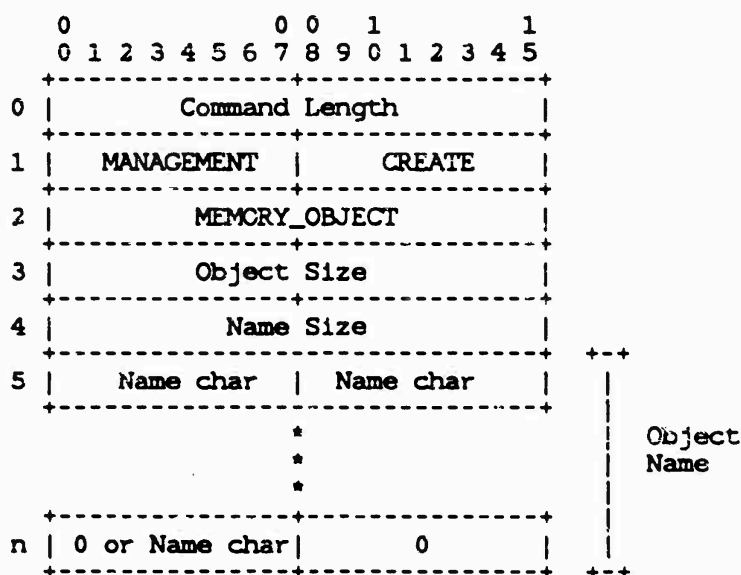 0 0 0 1 1
0 1 2 3 4 5 6 7 8 9 0 1 2 3 4 5
+-+-+-+-+-+-+-+-+-+-+-+-+-+-+-+-+
0 | Command Length |
+-+-+-+-+-+-+-+-+-+-+-+-+-+-+-+-+
1 | MANAGEMENT | CREATE |
+-+-+-+-+-+-+-+-+-+-+-+-+-+-+-+-+
2 | MEMORY_OBJECT |
+-+-+-+-+-+-+-+-+-+-+-+-+-+-+-+-+
3 | Object Size |
+-+-+-+-+-+-+-+-+-+-+-+-+-+-+-+-+
4 | Name Size |
+-+-+-+-+-+-+-+-+-+-+-+-+-+-+-+-+ +-+
5 | Name char | Name char | |
+-+-+-+-+-+-+-+-+-+-+-+-+-+-+-+-+ |
* | Object
* | Name
* |
+-+-+-+-+-+-+-+-+-+-+-+-+-+-+-+-+ |
n | 0 or Name char| 0 | |
+-+-+-+-+-+-+-+-+-+-+-+-+-+-+-+-+ +-+